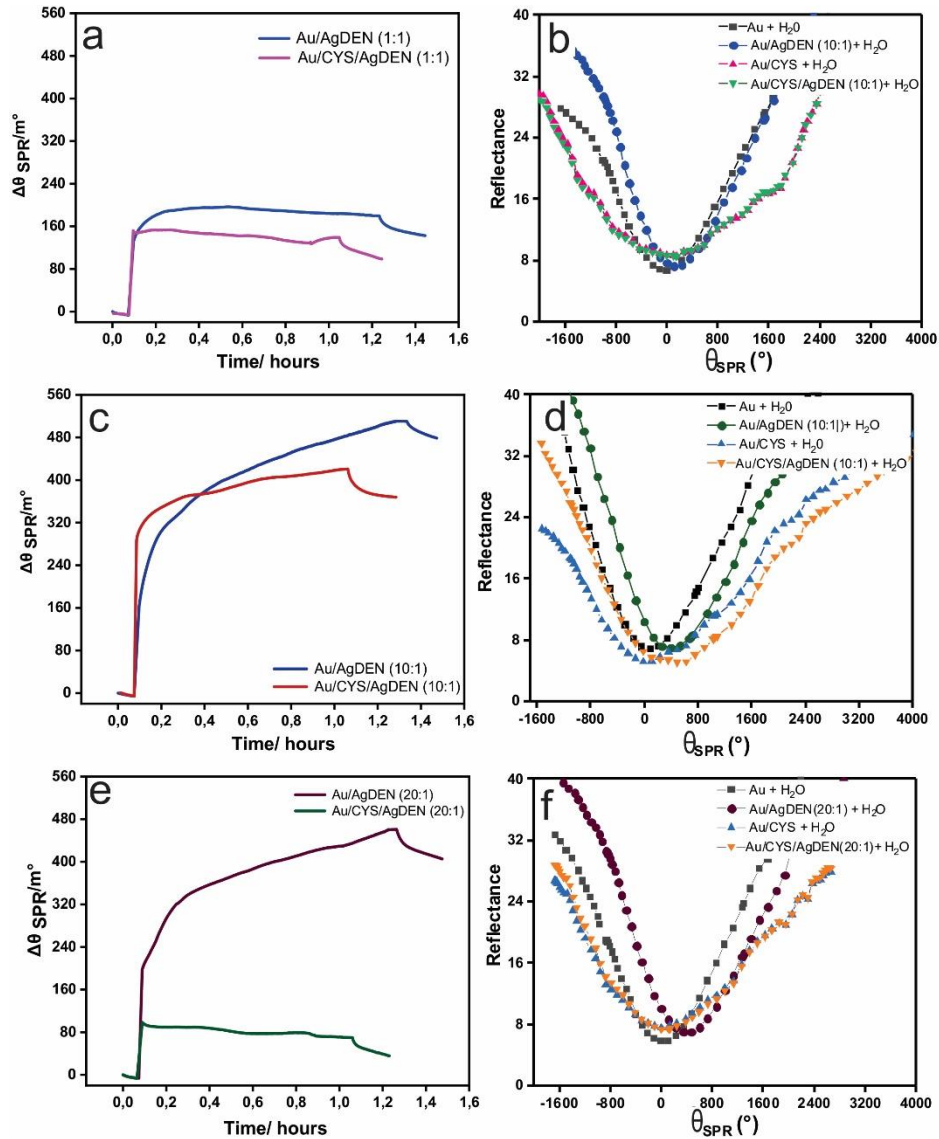 a
Au/AgDEN (1:1)
Au/CYS/AgDEN (1:1)
Δθ SPR/m°
560
480
400
320
240
160
80
0
0,0 0,2 0,4 0,6 0,8 1,0 1,2 1,4 1,6
Time/ hours
b
Au + H20
Au/AgDEN (10:1)+ H2O
Au/CYS + H2O
Au/CYS/AgDEN (10:1)+ H2O
Reflectance
40
32
24
16
8
0
-1600 -800 0 800 1600 2400 3200 4000
θSPR (°)
c
Au/AgDEN (10:1)
Au/CYS/AgDEN (10:1)
Δθ SPR/m°
560
480
400
320
240
160
80
0
0,0 0,2 0,4 0,6 0,8 1,0 1,2 1,4 1,6
Time/ hours
d
Au + H20
Au/AgDEN (10:1|)+ H2O
Au/CYS + H20
Au/CYS/AgDEN (10:1) + H2O
Reflectance
40
32
24
16
8
0
-1600 -800 0 800 1600 2400 3200 4000
θSPR (°)
e
Au/AgDEN (20:1)
Au/CYS/AgDEN (20:1)
Δθ SPR/m°
560
480
400
320
240
160
80
0
0,0 0,2 0,4 0,6 0,8 1,0 1,2 1,4 1,6
Time/ hours
f
Au + H2O
Au/AgDEN(20:1) + H2O
Au/CYS + H2O
Au/CYS/AgDEN(20:1)+ H2O
Reflectance
40
32
24
16
8
0
-1600 -800 0 800 1600 2400 3200 4000
θSPR (°)